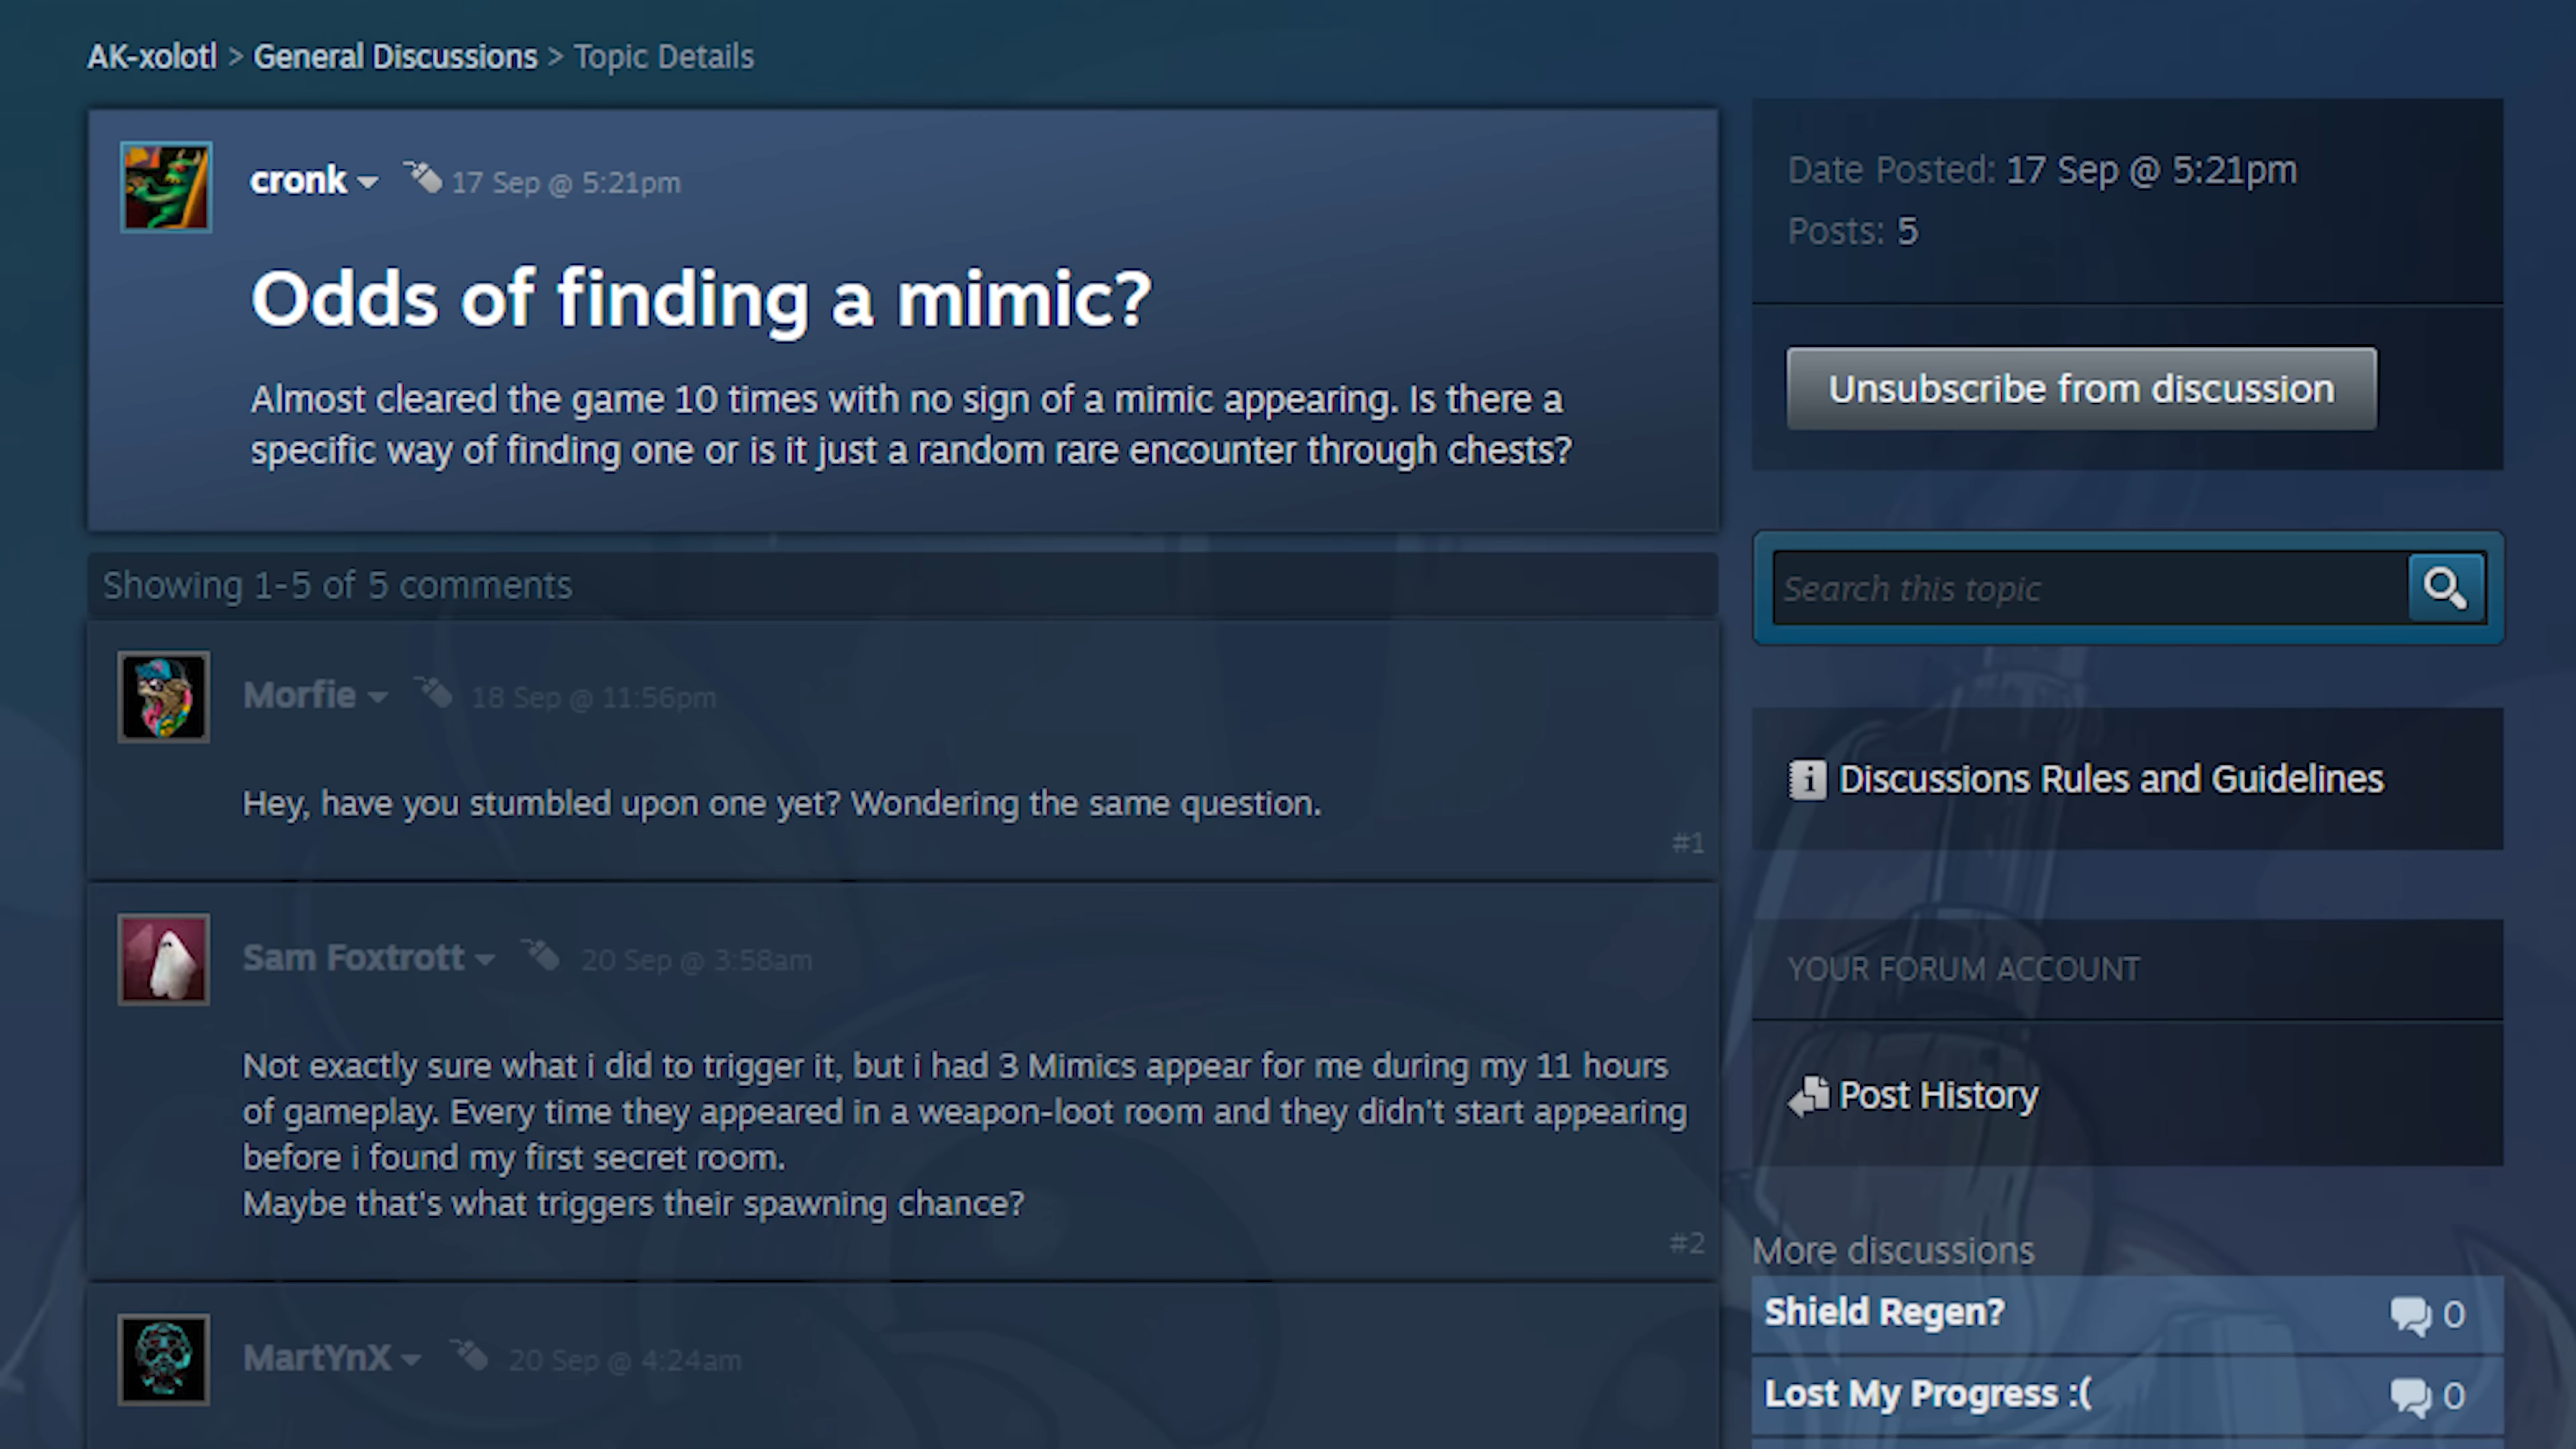 AK-xolotl > General Discussions > Topic Details
cronk 17 Sep @ 5:21pm
Odds of finding a mimic?
Almost cleared the game 10 times with no sign of a mimic appearing. Is there a
specific way of finding one or is it just a random rare encounter through chests?
Showing 1-5 of 5 comments
Morfie 18 Sep @ 11:56pm
Hey, have you stumbled upon one yet? Wondering the same question.
#1
Sam Foxtrott 20 Sep @ 3:58am
Not exactly sure what i did to trigger it, but i had 3 Mimics appear for me during my 11 hours
of gameplay. Every time they appeared in a weapon-loot room and they didn't start appearing
before i found my first secret room.
Maybe that's what triggers their spawning chance?
#2
MartYnX 20 Sep @ 4:24am
Date Posted: 17 Sep @ 5:21pm
Posts: 5
Unsubscribe from discussion
Search this topic
Discussions Rules and Guidelines
YOUR FORUM ACCOUNT
Post History
More discussions
Shield Regen? 0
Lost My Progress :( 0